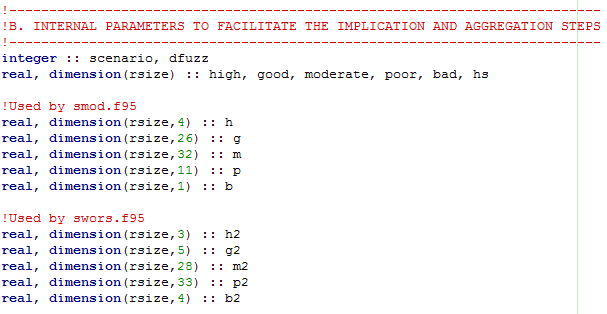 !--------------------------------------------------------------------------
!B. INTERNAL PARAMETERS TO FACILITATE THE IMPLICATION AND AGGREGATION STEPS
!--------------------------------------------------------------------------
integer :: scenario, dfuzz
real, dimension(rsize) :: high, good, moderate, poor, bad, hs
!Used by smod.f95
real, dimension(rsize,4) :: h
real, dimension(rsize,26) :: g
real, dimension(rsize,32) :: m
real, dimension(rsize,11) :: p
real, dimension(rsize,1) :: b
!Used by swors.f95
real, dimension(rsize,3) :: h2
real, dimension(rsize,5) :: g2
real, dimension(rsize,28) :: m2
real, dimension(rsize,33) :: p2
real, dimension(rsize,4) :: b2